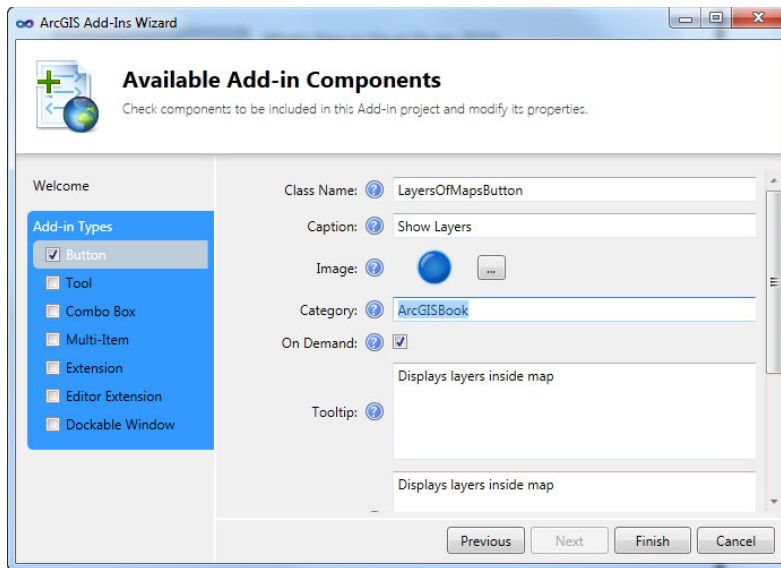 ArcGIS Add-Ins Wizard
Available Add-in Components
Check components to be included in this Add-in project and modify its properties.
Welcome
Add-in Types
Button
Tool
Combo Box
Multi-Item
Extension
Editor Extension
Dockable Window
Class Name: ? LayersOfMapsButton
Caption: ? Show Layers
Image: ? ...
Category: ? ArcGISBook
On Demand: ?
Tooltip: ? Displays layers inside map
Displays layers inside map
Previous Next Finish Cancel